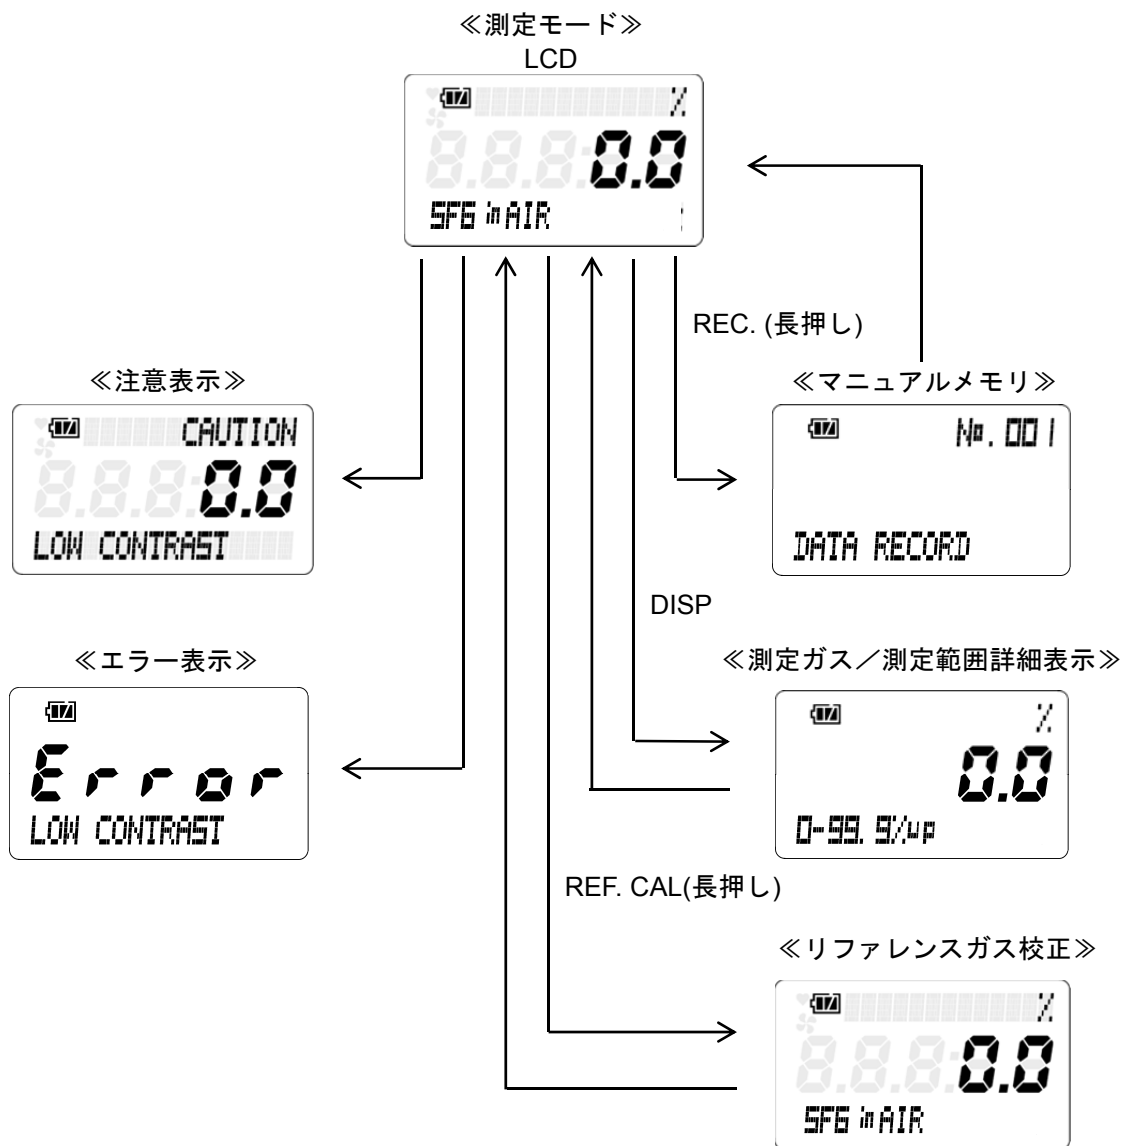 ≪測定モード≫
LCD
%
0.0
SF6 in AIR
REC. (長押し)
≪注意表示≫
CAUTION
0.0
LOW CONTRAST
≪マニュアルメモリ≫
No. 001
DATA RECORD
DISP
≪エラー表示≫
Error
LOW CONTRAST
≪測定ガス／測定範囲詳細表示≫
%
0.0
0-99. 9%up
REF. CAL(長押し)
≪リファレンスガス校正≫
%
0.0
SF6 in AIR